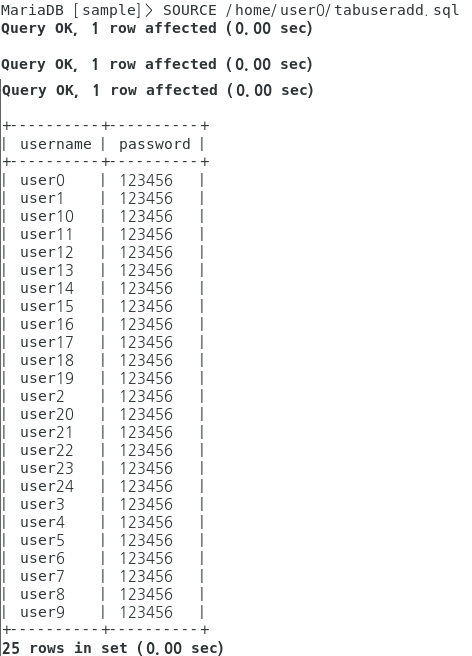 MariaDB [sample]> SOURCE /home/user0/tabuseradd.sql
Query OK, 1 row affected (0.00 sec)
Query OK, 1 row affected (0.00 sec)
Query OK, 1 row affected (0.00 sec)
+----------+----------+
| username | password |
+----------+----------+
| user0 | 123456 |
| user1 | 123456 |
| user10 | 123456 |
| user11 | 123456 |
| user12 | 123456 |
| user13 | 123456 |
| user14 | 123456 |
| user15 | 123456 |
| user16 | 123456 |
| user17 | 123456 |
| user18 | 123456 |
| user19 | 123456 |
| user2 | 123456 |
| user20 | 123456 |
| user21 | 123456 |
| user22 | 123456 |
| user23 | 123456 |
| user24 | 123456 |
| user3 | 123456 |
| user4 | 123456 |
| user5 | 123456 |
| user6 | 123456 |
| user7 | 123456 |
| user8 | 123456 |
| user9 | 123456 |
+----------+----------+
25 rows in set (0.00 sec)